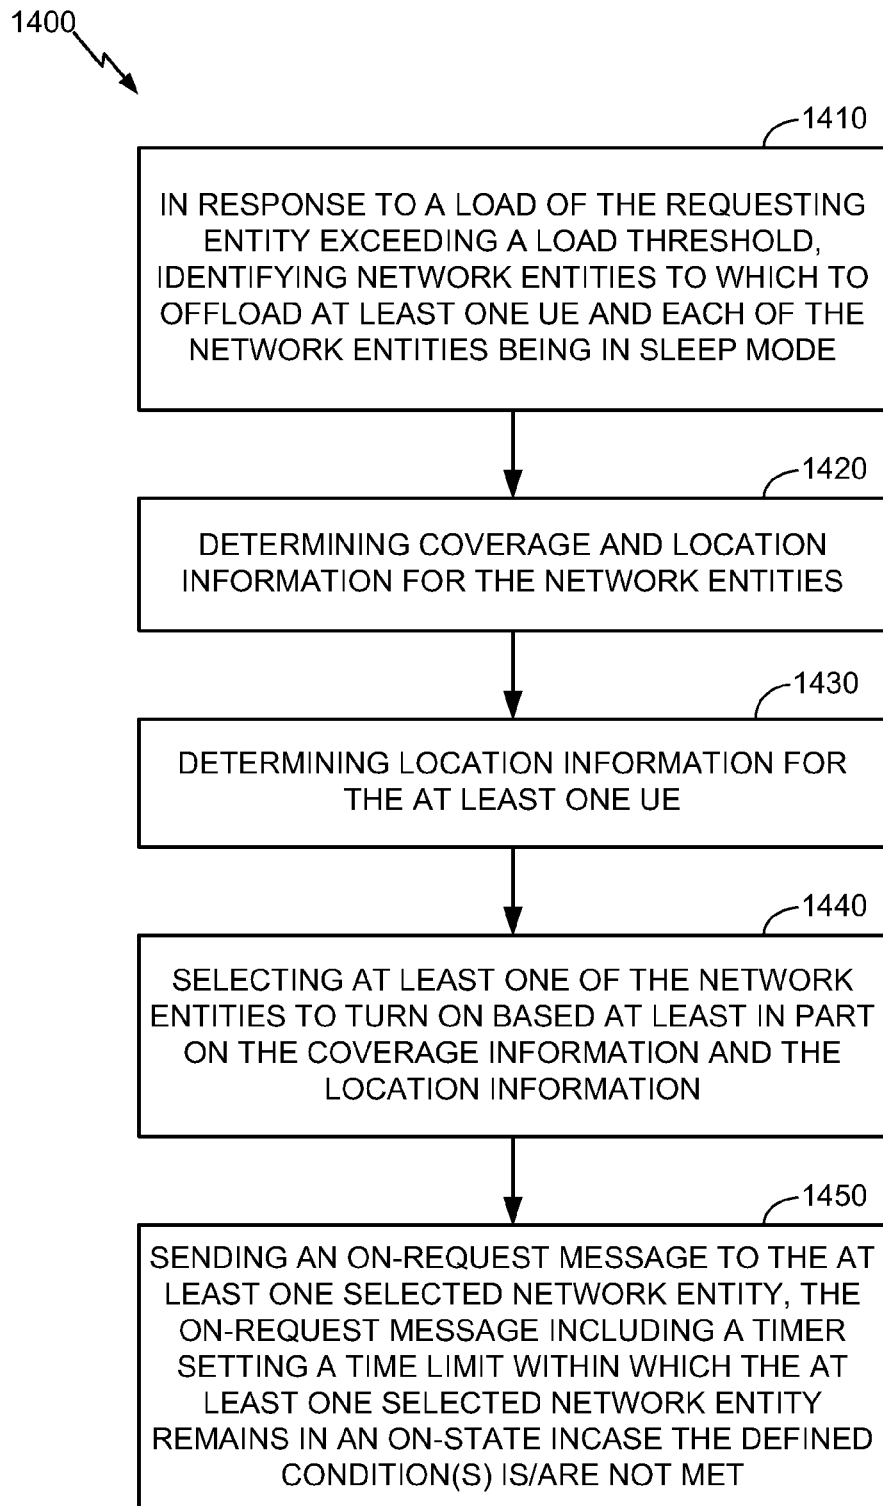 1400
1410
IN RESPONSE TO A LOAD OF THE REQUESTING
ENTITY EXCEEDING A LOAD THRESHOLD,
IDENTIFYING NETWORK ENTITIES TO WHICH TO
OFFLOAD AT LEAST ONE UE AND EACH OF THE
NETWORK ENTITIES BEING IN SLEEP MODE
1420
DETERMINING COVERAGE AND LOCATION
INFORMATION FOR THE NETWORK ENTITIES
1430
DETERMINING LOCATION INFORMATION FOR
THE AT LEAST ONE UE
1440
SELECTING AT LEAST ONE OF THE NETWORK
ENTITIES TO TURN ON BASED AT LEAST IN PART
ON THE COVERAGE INFORMATION AND THE
LOCATION INFORMATION
1450
SENDING AN ON-REQUEST MESSAGE TO THE AT
LEAST ONE SELECTED NETWORK ENTITY, THE
ON-REQUEST MESSAGE INCLUDING A TIMER
SETTING A TIME LIMIT WITHIN WHICH THE AT
LEAST ONE SELECTED NETWORK ENTITY
REMAINS IN AN ON-STATE INCASE THE DEFINED
CONDITION(S) IS/ARE NOT MET